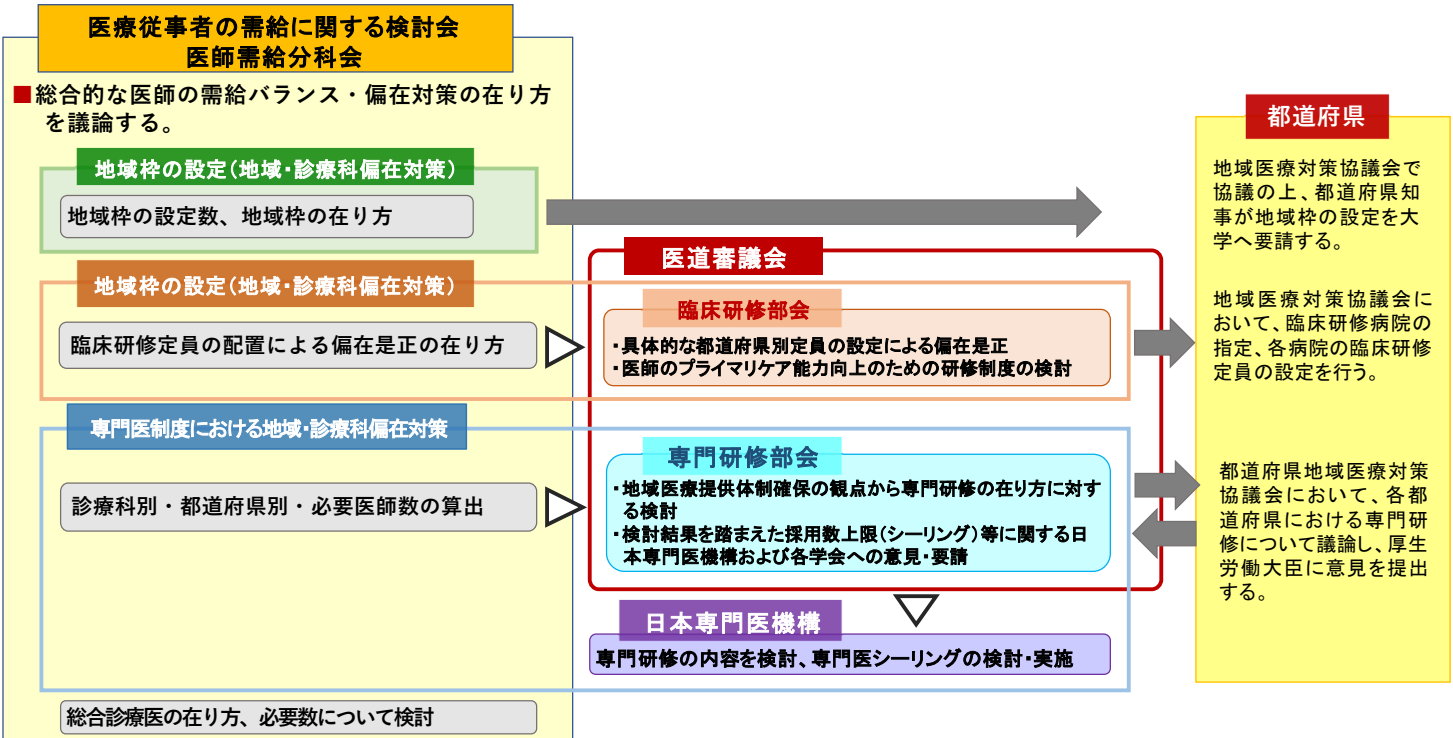 医療従事者の需給に関する検討会
医師需給分科会
■総合的な医師の需給バランス・偏在対策の在り方
を議論する。
地域枠の設定(地域・診療科偏在対策)
地域枠の設定数、地域枠の在り方
地域枠の設定(地域・診療科偏在対策)
臨床研修定員の配置による偏在是正の在り方
専門医制度における地域・診療科偏在対策
診療科別・都道府県別・必要医師数の算出
総合診療医の在り方、必要数について検討
医道審議会
臨床研修部会
・具体的な都道府県別定員の設定による偏在是正
・医師のプライマリケア能力向上のための研修制度の検討
専門研修部会
・地域医療提供体制確保の観点から専門研修の在り方に対す
る検討
・検討結果を踏まえた採用数上限(シーリング)等に関する日
本専門医機構および各学会への意見・要請
日本専門医機構
専門研修の内容を検討、専門医シーリングの検討・実施
都道府県
地域医療対策協議会で
協議の上、都道府県知
事が地域枠の設定を大
学へ要請する。
地域医療対策協議会に
おいて、臨床研修病院の
指定、各病院の臨床研修
定員の設定を行う。
都道府県地域医療対策
協議会において、各都
道府県における専門研
修について議論し、厚生
労働大臣に意見を提出
する。